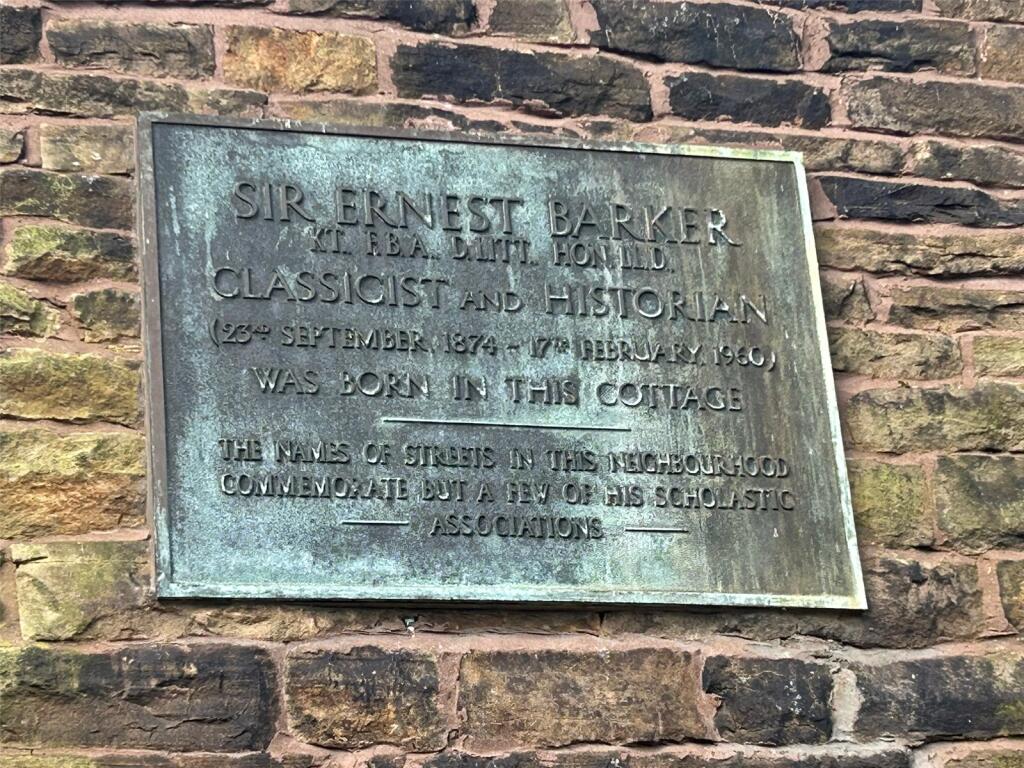 SIR ERNEST BARKER
KT. F.B.A. D.LITT. HON. LL.D.
CLASSICIST AND HISTORIAN
(23RD SEPTEMBER, 1874 - 17TH FEBRUARY, 1960)
WAS BORN IN THIS COTTAGE
THE NAMES OF STREETS IN THIS NEIGHBOURHOOD
COMMEMORATE BUT A FEW OF HIS SCHOLASTIC
ASSOCIATIONS